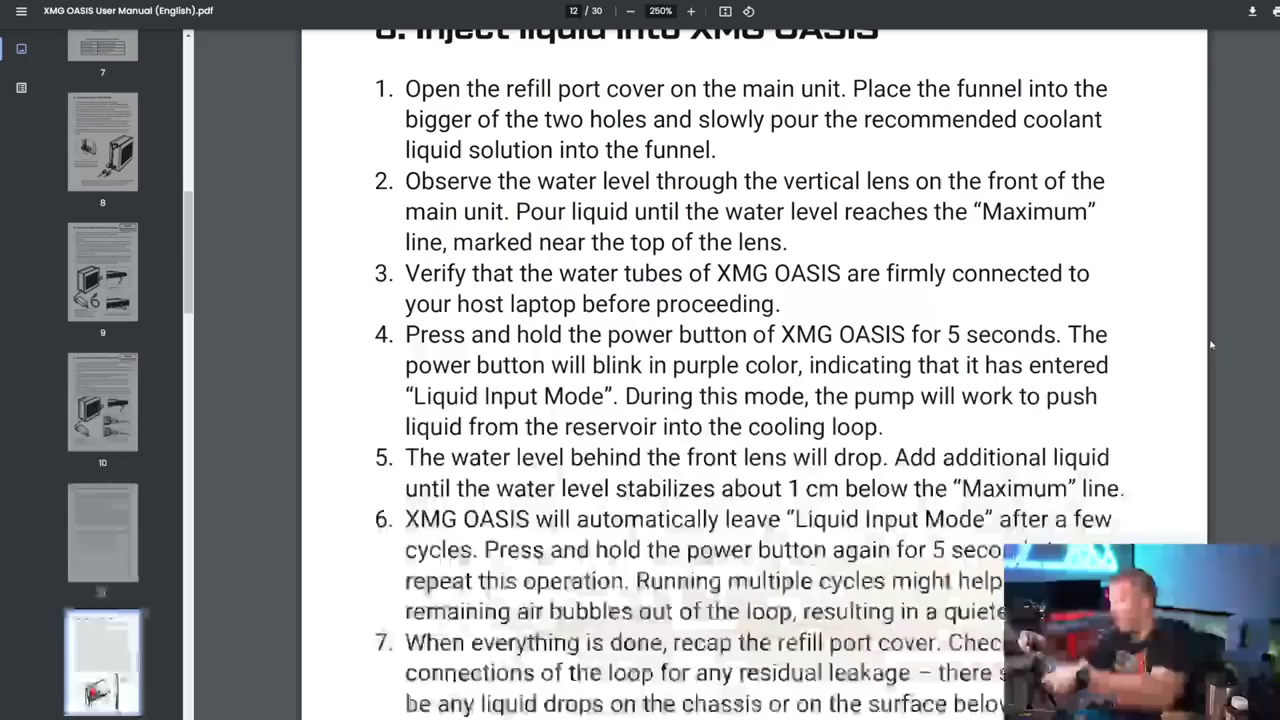 XMG OASIS User Manual (English).pdf
12 / 30
250%
7
8
9
10
6. Inject liquid into XMG OASIS
1. Open the refill port cover on the main unit. Place the funnel into the
bigger of the two holes and slowly pour the recommended coolant
liquid solution into the funnel.
2. Observe the water level through the vertical lens on the front of the
main unit. Pour liquid until the water level reaches the “Maximum”
line, marked near the top of the lens.
3. Verify that the water tubes of XMG OASIS are firmly connected to
your host laptop before proceeding.
4. Press and hold the power button of XMG OASIS for 5 seconds. The
power button will blink in purple color, indicating that it has entered
“Liquid Input Mode”. During this mode, the pump will work to push
liquid from the reservoir into the cooling loop.
5. The water level behind the front lens will drop. Add additional liquid
until the water level stabilizes about 1 cm below the “Maximum” line.
6. XMG OASIS will automatically leave “Liquid Input Mode” after a few
cycles. Press and hold the power button again for 5
repeat this operation. Running multiple cycles might help
remaining air bubbles out of the loop, resulting in a
7. When everything is done, recap the refill port cover.
connections of the loop for any residual leakage – there
be any liquid drops on the chassis or on the surface